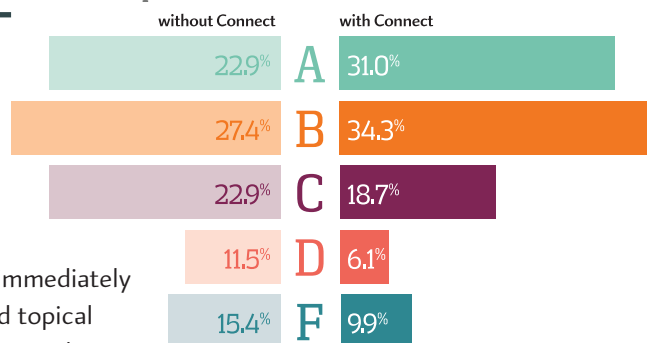 without Connect with Connect
22.9% A 31.0%
27.4% B 34.3%
22.9% C 18.7%
11.5% D 6.1%
immediately
d topical
15.4% F 9.9%